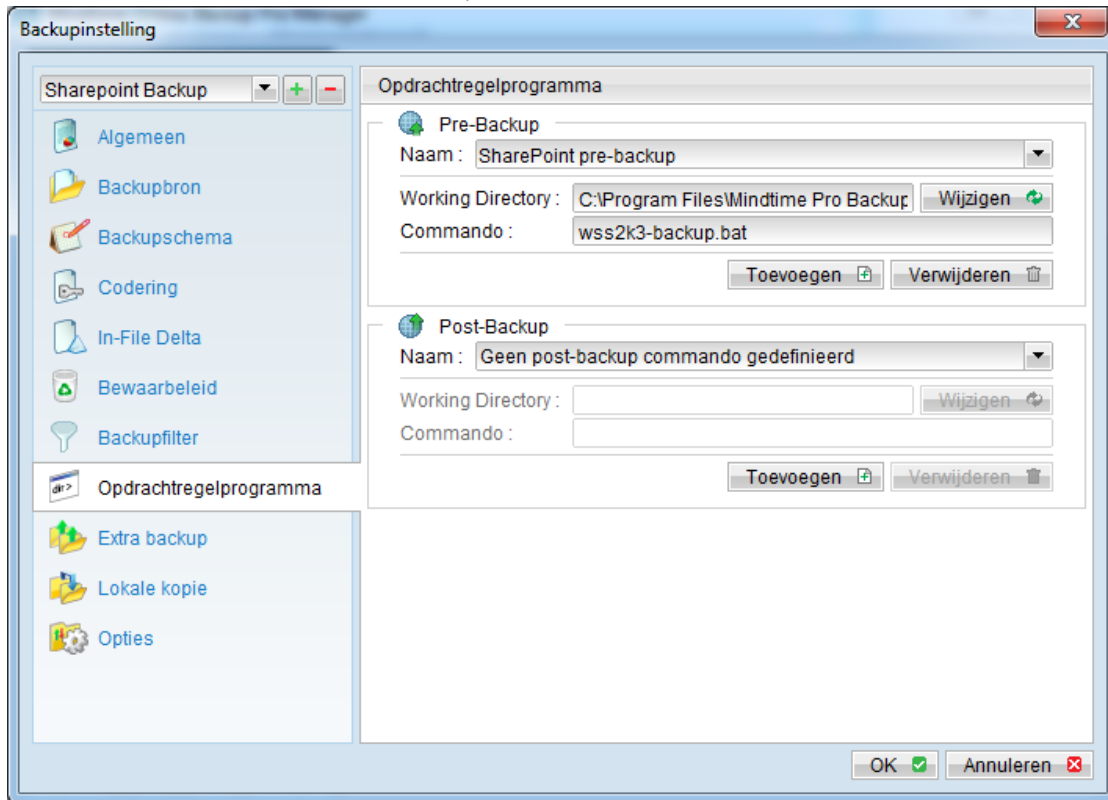 Backupinstelling
Sharepoint Backup
Algemeen
Backupbron
Backupschema
Codering
In-File Delta
Bewaarbeleid
Backupfilter
Opdrachtregelprogramma
Extra backup
Lokale kopie
Opties
Opdrachtregelprogramma
Pre-Backup
Naam : SharePoint pre-backup
Working Directory : C:\Program Files\Mindtime Pro Backup Wijzigen
Commando : wss2k3-backup.bat
Toevoegen Verwijderen
Post-Backup
Naam : Geen post-backup commando gedefinieerd
Working Directory : Wijzigen
Commando :
Toevoegen Verwijderen
OK Annuleren